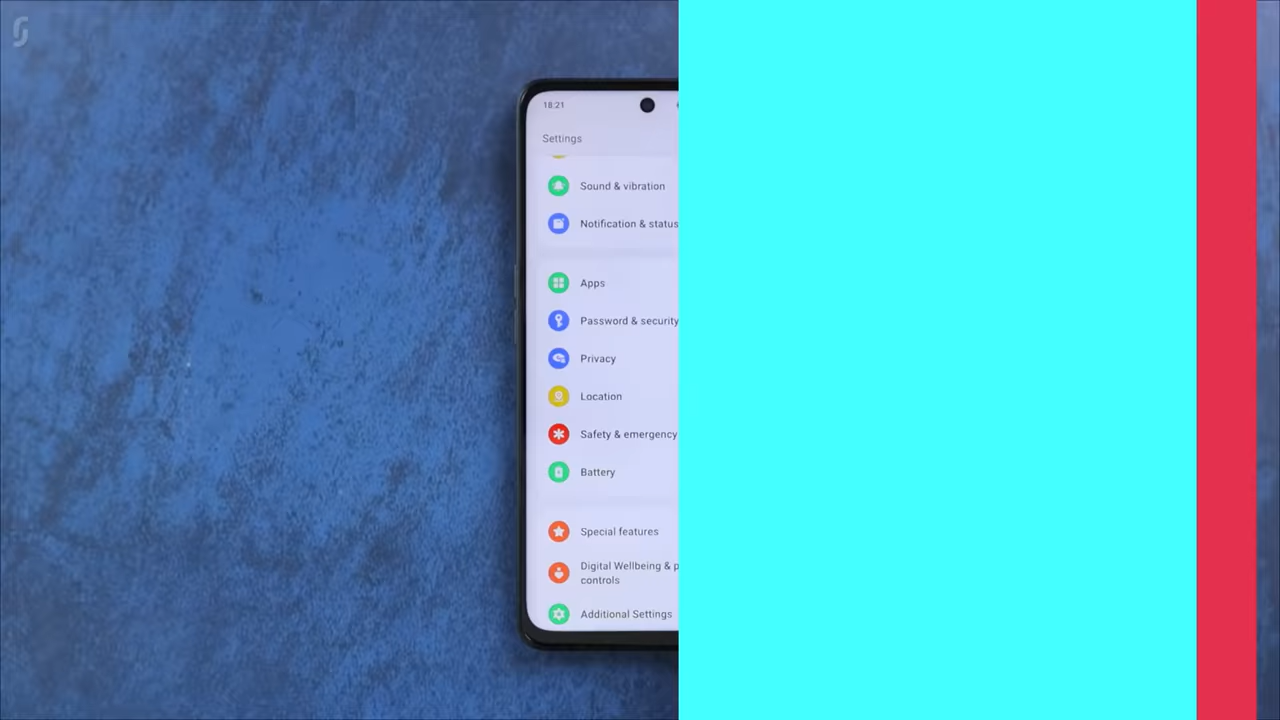 18:21
Settings
Sound & vibration
Notification & status
Apps
Password & security
Privacy
Location
Safety & emergency
Battery
Special features
Digital Wellbeing & p
controls
Additional Settings